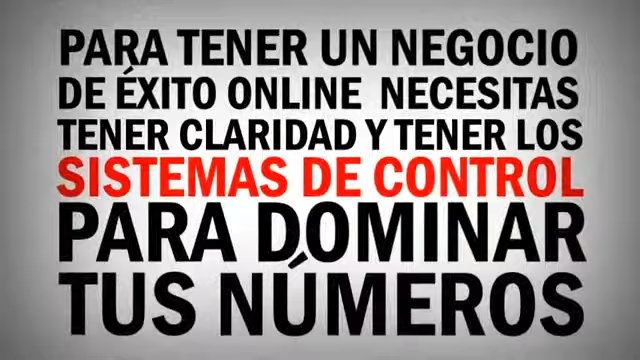 PARA TENER UN NEGOCIO
DE ÉXITO ONLINE NECESITAS
TENER CLARIDAD Y TENER LOS
SISTEMAS DE CONTROL
PARA DOMINAR
TUS NÚMEROS